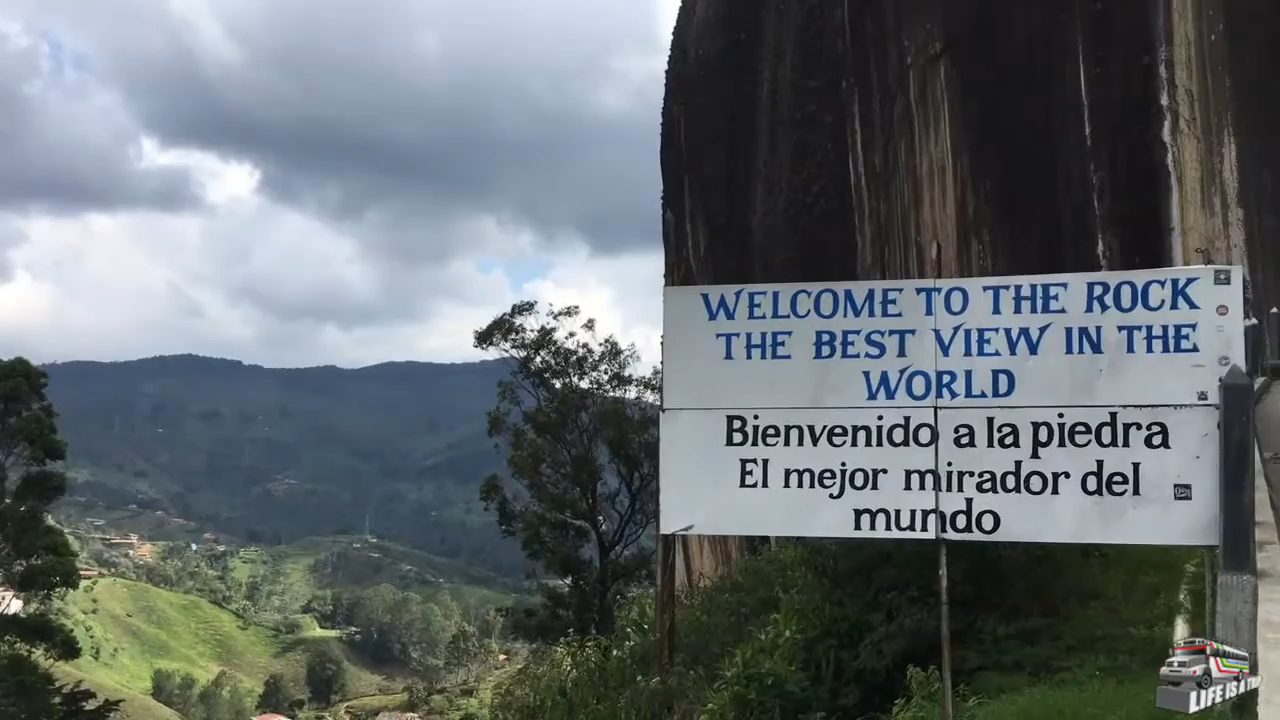 WELCOME TO THE ROCK
THE BEST VIEW IN THE
WORLD
Bienvenido a la piedra
El mejor mirador del
mundo
LIFE IS A TRIP